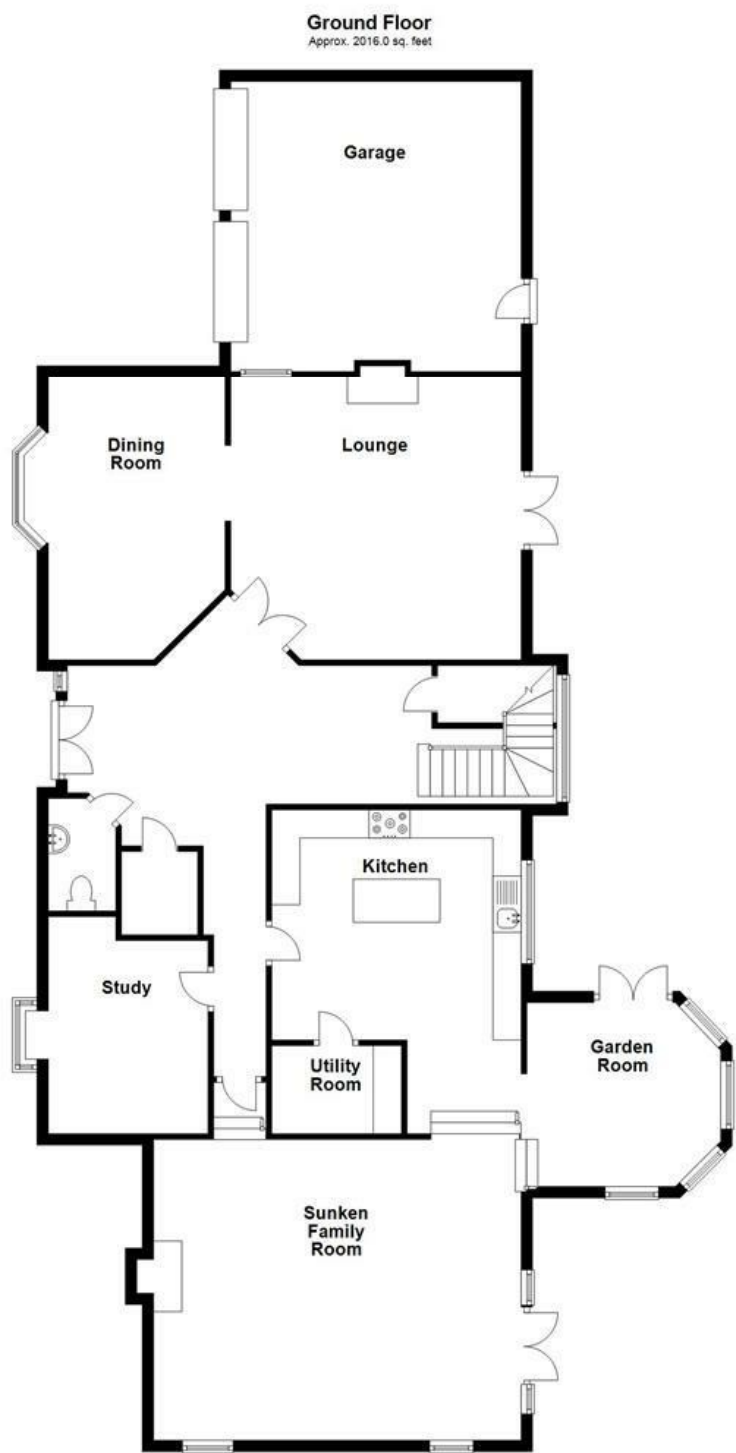 Ground Floor
Approx. 2016.0 sq. feet
Garage
Dining
Room
Lounge
Kitchen
Study
Utility
Room
Garden
Room
Sunken
Family
Room